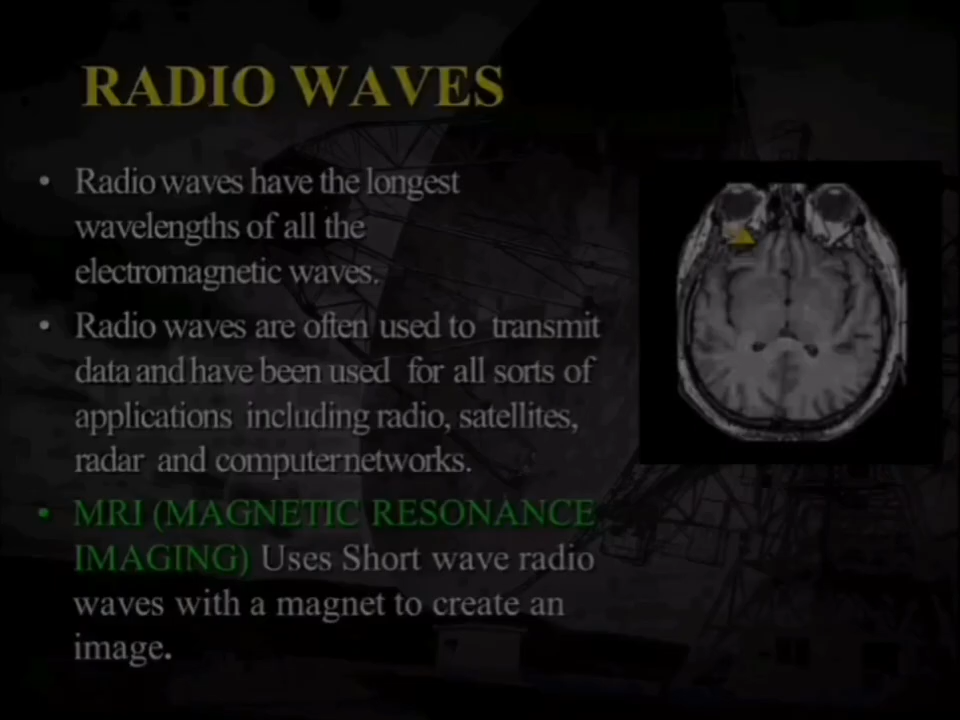 RADIO WAVES
• Radio waves have the longest
wavelengths of all the
electromagnetic waves.
• Radio waves are often used to transmit
data and have been used for all sorts of
applications including radio, satellites,
radar and computer networks.
• MRI (MAGNETIC RESONANCE
IMAGING) Uses Short wave radio
waves with a magnet to create an
image.